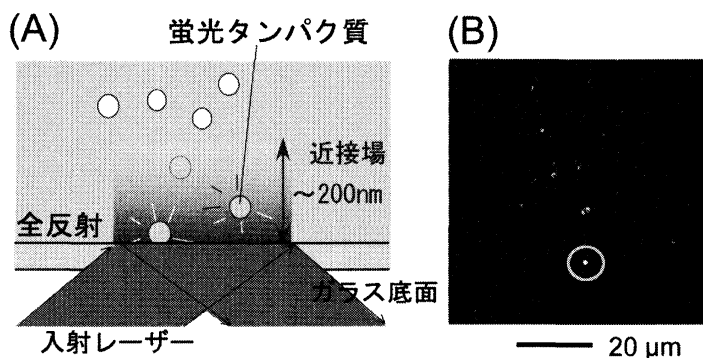 (A)
蛍光タンパク質
近接場
~200nm
全反射
ガラス底面
入射レーザー
(B)
20 μm